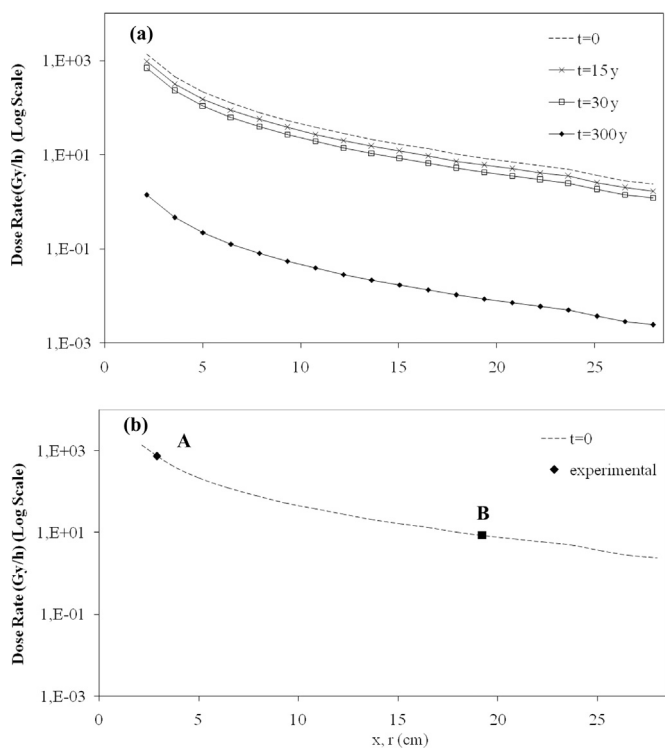 (a)
t=0
t=15 y
t=30 y
t=300 y
Dose Rate(Gy/h) (Log Scale)
1,E+03
1,E+01
1,E-01
1,E-03
0 5 10 15 20 25
(b)
A
B
t=0
experimental
Dose Rate (Gy/h) (Log Scale)
1,E+03
1,E+01
1,E-01
1,E-03
0 5 10 15 20 25
x, r (cm)